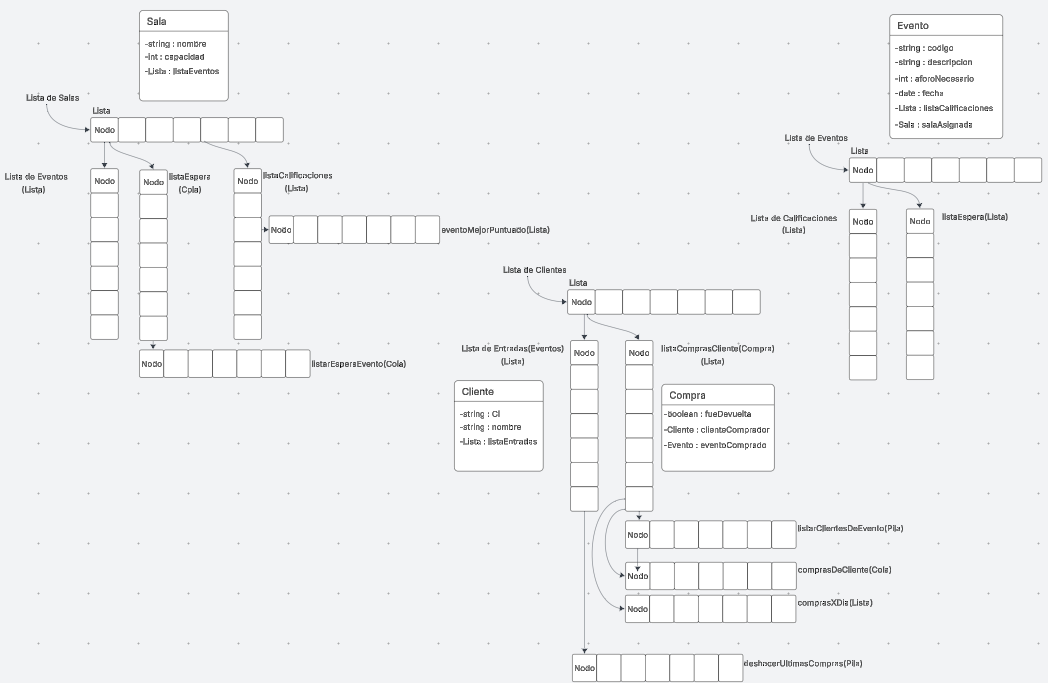 Sala
-string : nombre
-int : capacidad
-Lista : listaEventos
Evento
-string : codigo
-string : descripcion
-int : aforoNecesario
-date : fecha
-Lista : listaCalificaciones
-Sala : salaAsignada
Lista de Salas
Lista
Nodo
Lista de Eventos
(Lista)
Nodo
Nodo
listaEspera
(Cola)
Nodo
listaCalificaciones
(Lista)
Nodo
eventoMejorPuntuado(Lista)
Nodo
listarEsperaEvento(Cola)
Lista de Eventos
Lista
Nodo
Lista de Calificaciones
(Lista)
Nodo
Nodo
listaEspera(Lista)
Lista de Clientes
Lista
Nodo
Lista de Entradas(Eventos)
(Lista)
Nodo
Nodo
listaComprasCliente(Compra)
(Lista)
Cliente
-string : CI
-string : nombre
-Lista : listaEntradas
Compra
-boolean : fueDevuelta
-Cliente : clienteComprador
-Evento : eventoComprado
Nodo
listarClientesDeEvento(Pila)
Nodo
comprasDeCliente(Cola)
Nodo
comprasXDia(Lista)
Nodo
deshacerUltimasCompras(Pila)